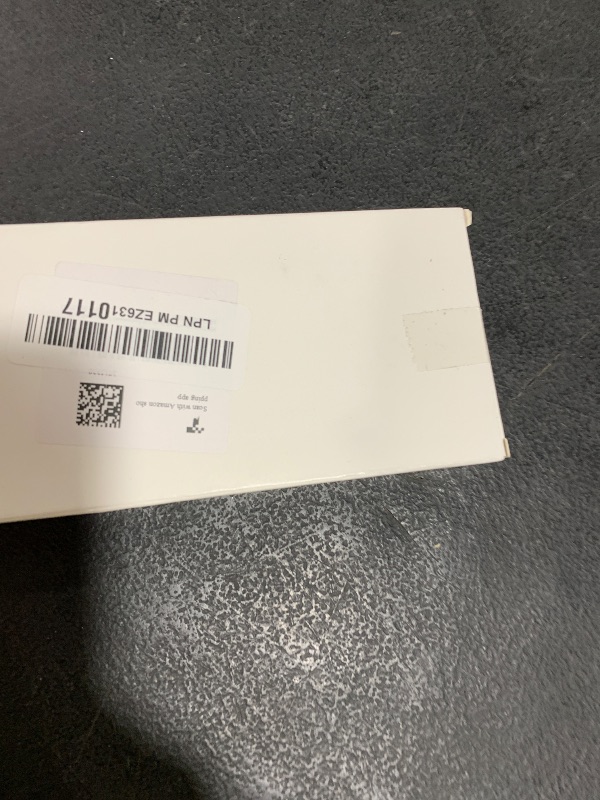 Scan with Amazon sho
pping app
LPN PM EZ6310117